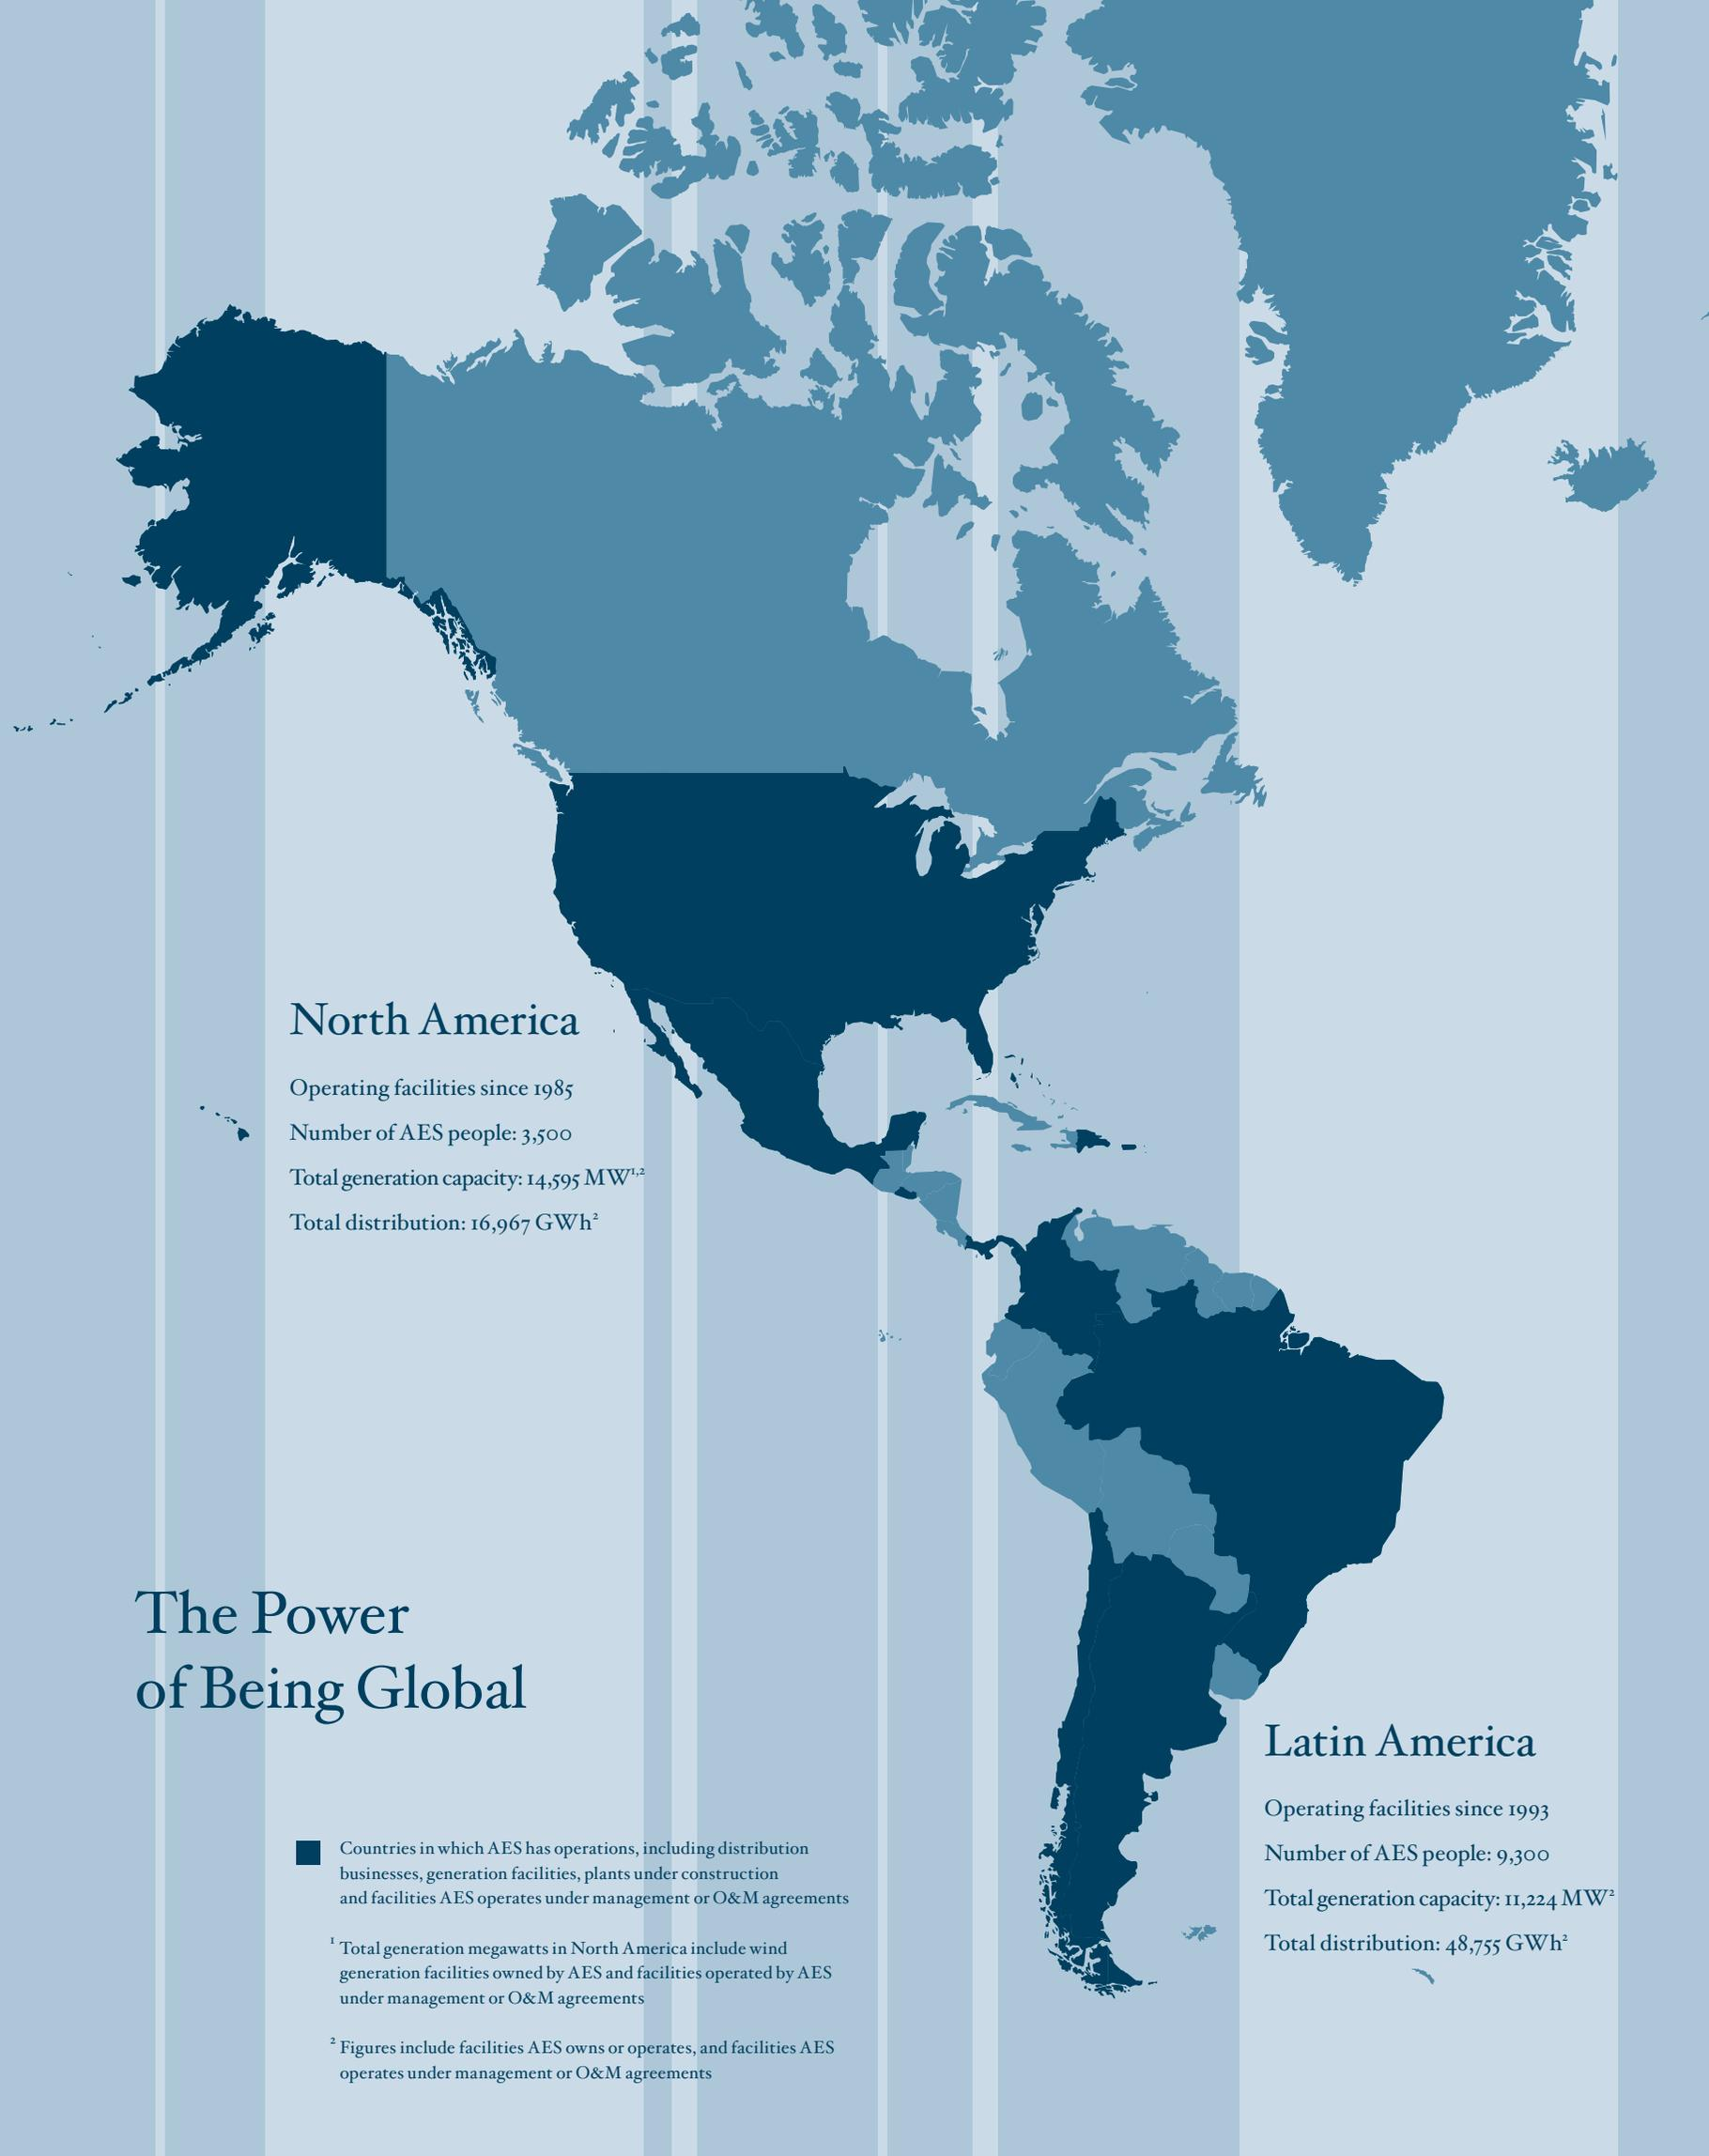 North America
Operating facilities since 1985
Number of AES people: 3,500
Total generation capacity: 14,595 MW¹,²
Total distribution: 16,967 GWh²
The Power
of Being Global
Latin America
Operating facilities since 1993
Number of AES people: 9,300
Total generation capacity: 11,224 MW²
Total distribution: 48,755 GWh²
Countries in which AES has operations, including distribution
businesses, generation facilities, plants under construction
and facilities AES operates under management or O&M agreements
¹ Total generation megawatts in North America include wind
generation facilities owned by AES and facilities operated by AES
under management or O&M agreements
² Figures include facilities AES owns or operates, and facilities AES
operates under management or O&M agreements